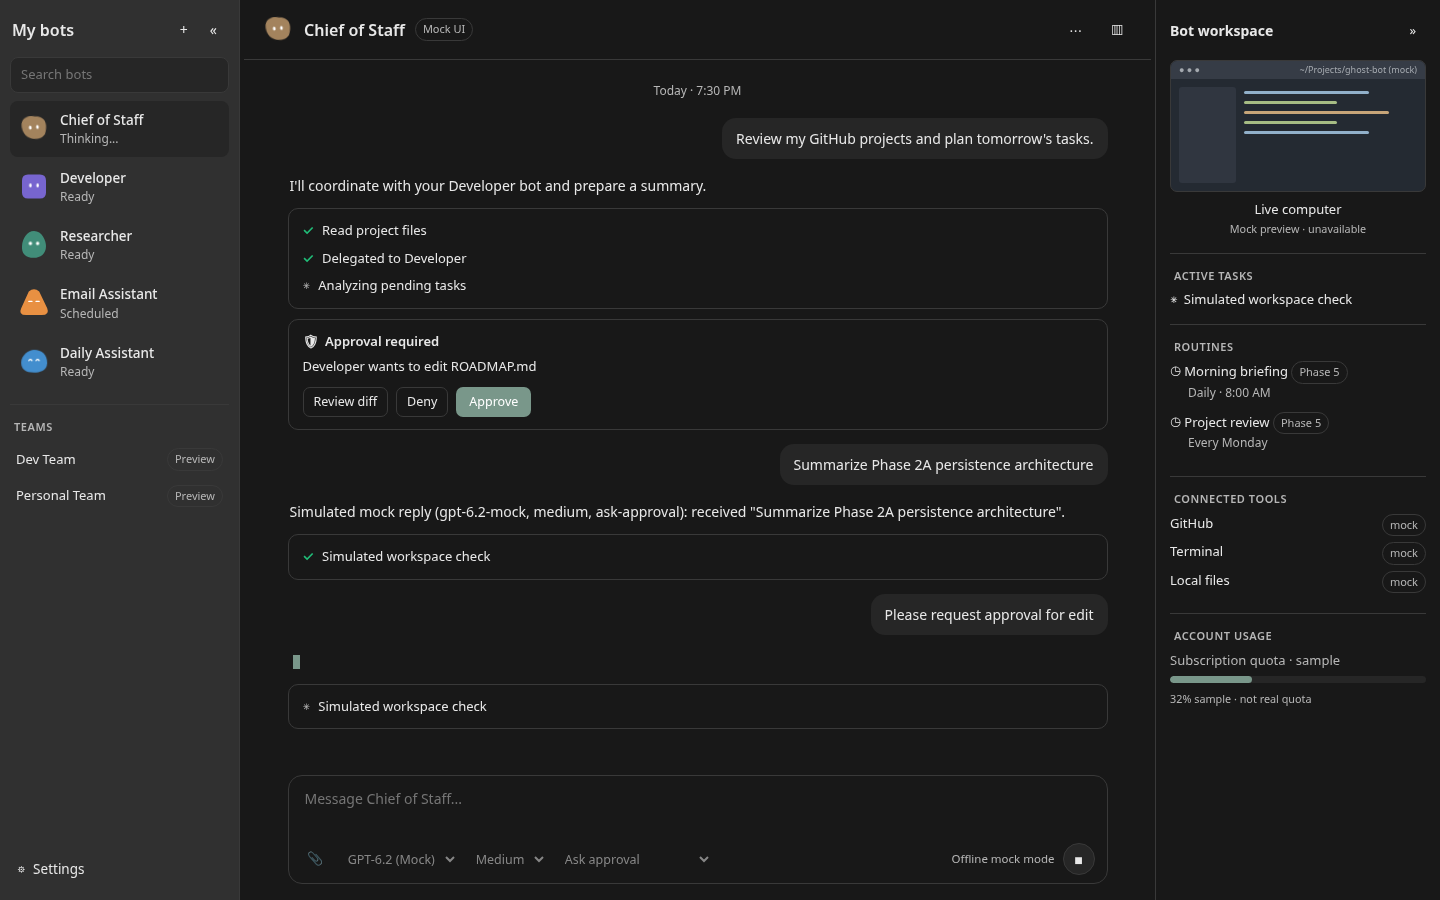 My bots
+
«
Search bots
Chief of Staff
Thinking...
Developer
Ready
Researcher
Ready
Email Assistant
Scheduled
Daily Assistant
Ready
TEAMS
Dev Team Preview
Personal Team Preview
Settings
Chief of Staff Mock UI
...
Today · 7:30 PM
Review my GitHub projects and plan tomorrow's tasks.
I'll coordinate with your Developer bot and prepare a summary.
✓ Read project files
✓ Delegated to Developer
Analyzing pending tasks
Approval required
Developer wants to edit ROADMAP.md
Review diff Deny Approve
Summarize Phase 2A persistence architecture
Simulated mock reply (gpt-6.2-mock, medium, ask-approval): received "Summarize Phase 2A persistence architecture".
✓ Simulated workspace check
Please request approval for edit
Simulated workspace check
Message Chief of Staff...
GPT-6.2 (Mock) Medium Ask approval Offline mock mode
Bot workspace »
~/Projects/ghost-bot (mock)
Live computer
Mock preview · unavailable
ACTIVE TASKS
Simulated workspace check
ROUTINES
Morning briefing Phase 5
Daily · 8:00 AM
Project review Phase 5
Every Monday
CONNECTED TOOLS
GitHub mock
Terminal mock
Local files mock
ACCOUNT USAGE
Subscription quota · sample
32% sample · not real quota